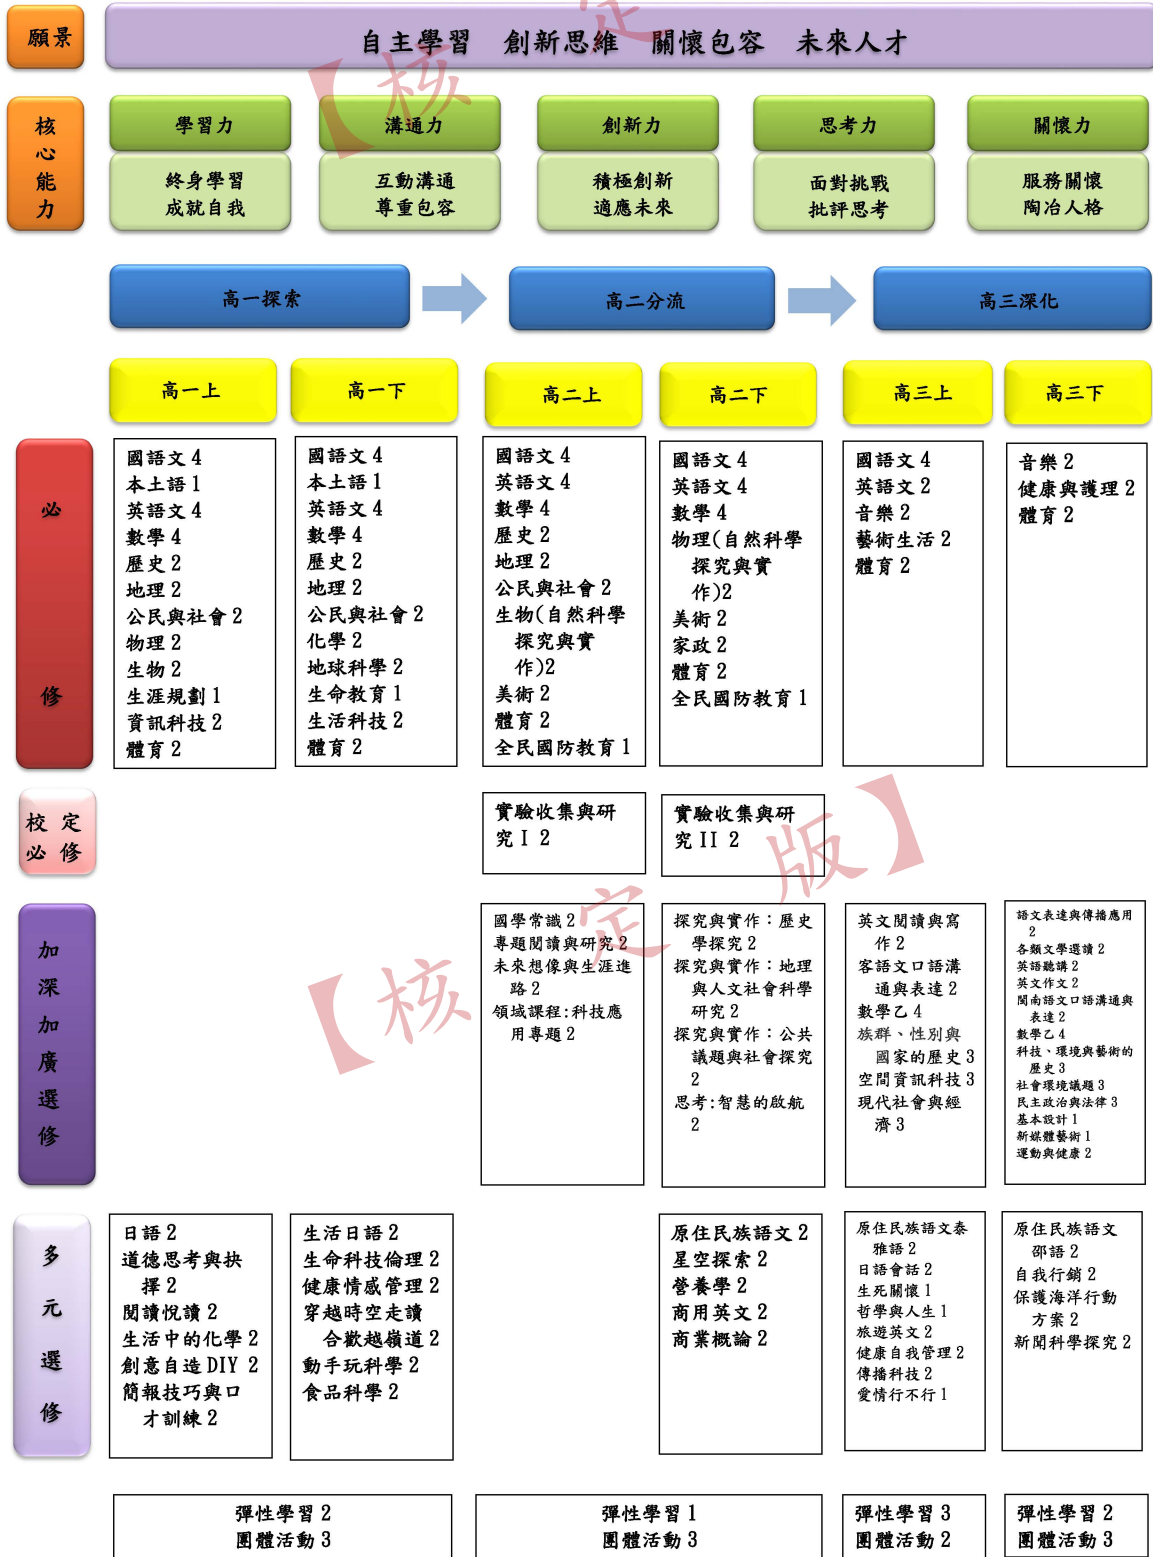 願景
自主學習 創新思維 關懷包容 未來人才
核
心
能
力
學習力
終身學習
成就自我
溝通力
互動溝通
尊重包容
創新力
積極創新
適應未來
思考力
面對挑戰
批評思考
關懷力
服務關懷
陶冶人格
高一探索
高二分流
高三深化
高一上
高一下
高二上
高二下
高三上
高三下
必
修
國語文 4
本土語 1
英語文 4
數學 4
歷史 2
地理 2
公民與社會 2
物理 2
生物 2
生涯規劃 1
資訊科技 2
體育 2
國語文 4
本土語 1
英語文 4
數學 4
歷史 2
地理 2
公民與社會 2
化學 2
地球科學 2
生命教育 1
生活科技 2
體育 2
國語文 4
英語文 4
數學 4
歷史 2
地理 2
公民與社會 2
生物(自然科學
探究與實
作)2
美術 2
體育 2
全民國防教育 1
國語文 4
英語文 4
數學 4
物理(自然科學
探究與實
作)2
美術 2
家政 2
體育 2
全民國防教育 1
國語文 4
英語文 2
音樂 2
藝術生活 2
體育 2
音樂 2
健康與護理 2
體育 2
校 定
必 修
實驗收集與研
究 I 2
實驗收集與研
究 II 2
加
深
加
廣
選
修
國學常識 2
專題閱讀與研究 2
未來想像與生涯進
路 2
領域課程:科技應
用專題 2
探究與實作：歷史
學探究 2
探究與實作：地理
與人文社會科學
研究 2
探究與實作：公共
議題與社會探究
2
思考:智慧的啟航
2
英文閱讀與寫
作 2
客語文口語溝
通與表達 2
數學乙 4
族群、性別與
國家的歷史 3
空間資訊科技 3
現代社會與經
濟 3
語文表達與傳播應用
2
各類文學選讀 2
英語聽講 2
英文作文 2
閩南語文口語溝通與
表達 2
數學乙 4
科技、環境與藝術的
歷史 3
社會環境議題 3
民主政治與法律 3
基本設計 1
新媒體藝術 1
運動與健康 2
多
元
選
修
日語 2
道德思考與抉
擇 2
閱讀悅讀 2
生活中的化學 2
創意自造 DIY 2
簡報技巧與口
才訓練 2
生活日語 2
生命科技倫理 2
健康情感管理 2
穿越時空走讀
合歡越嶺道 2
動手玩科學 2
食品科學 2
原住民族語文 2
星空探索 2
營養學 2
商用英文 2
商業概論 2
原住民族語文泰
雅語 2
日語會話 2
生死關懷 1
哲學與人生 1
旅遊英文 2
健康自我管理 2
傳播科技 2
愛情行不行 1
原住民族語文
邵語 2
自我行銷 2
保護海洋行動
方案 2
新聞科學探究 2
彈性學習 2
團體活動 3
彈性學習 1
團體活動 3
彈性學習 3
團體活動 2
彈性學習 2
團體活動 3
【核 定
【核 定 版】